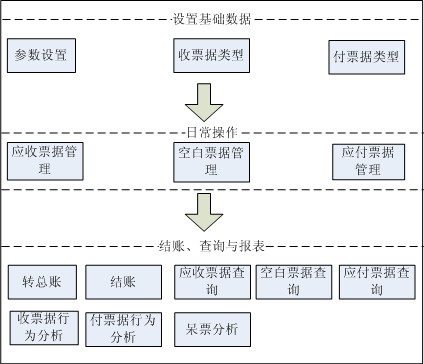 设置基础数据
参数设置
收票据类型
付票据类型
日常操作
应收票据管
理
空白票据管
理
应付票据
管理
结账、查询与报表
转总账
结账
应收票据查
询
空白票据查
询
应付票据查
询
收票据行
为分析
付票据行为
分析
呆票分析